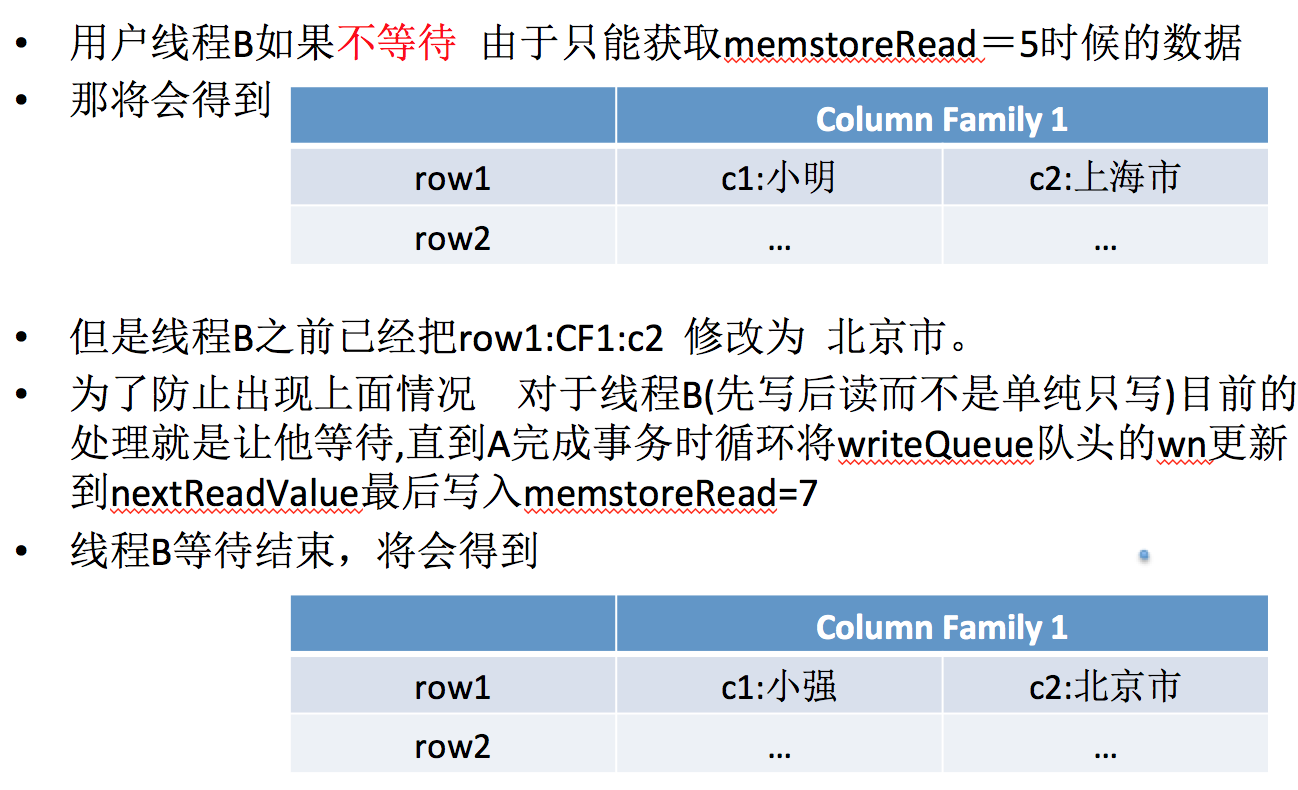 • 用户线程B如果不等待 由于只能获取memstoreRead＝5时候的数据
• 那将会得到
Column Family 1
row1 c1:小明 c2:上海市
row2 ... ...
• 但是线程B之前已经把row1:CF1:c2 修改为 北京市。
• 为了防止出现上面情况 对于线程B(先写后读而不是单纯只写)目前的
处理就是让他等待,直到A完成事务时循环将writeQueue队头的wn更新
到nextReadValue最后写入memstoreRead=7
• 线程B等待结束，将会得到
Column Family 1
row1 c1:小强 c2:北京市
row2 ... ...